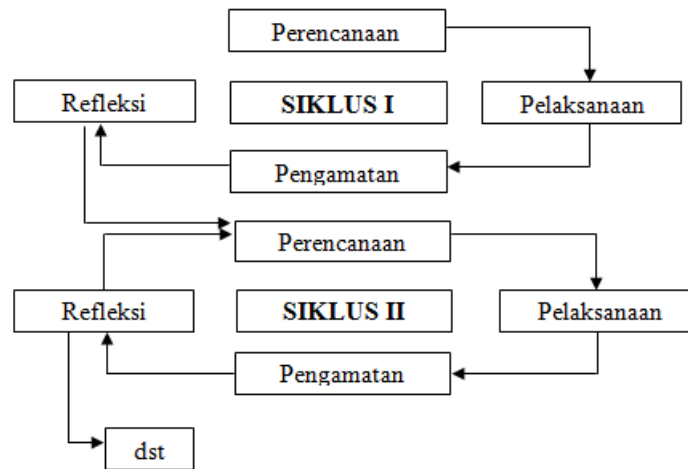 Perencanaan
Refleksi
SIKLUS I
Pelaksanaan
Pengamatan
Perencanaan
Refleksi
SIKLUS II
Pelaksanaan
Pengamatan
dst